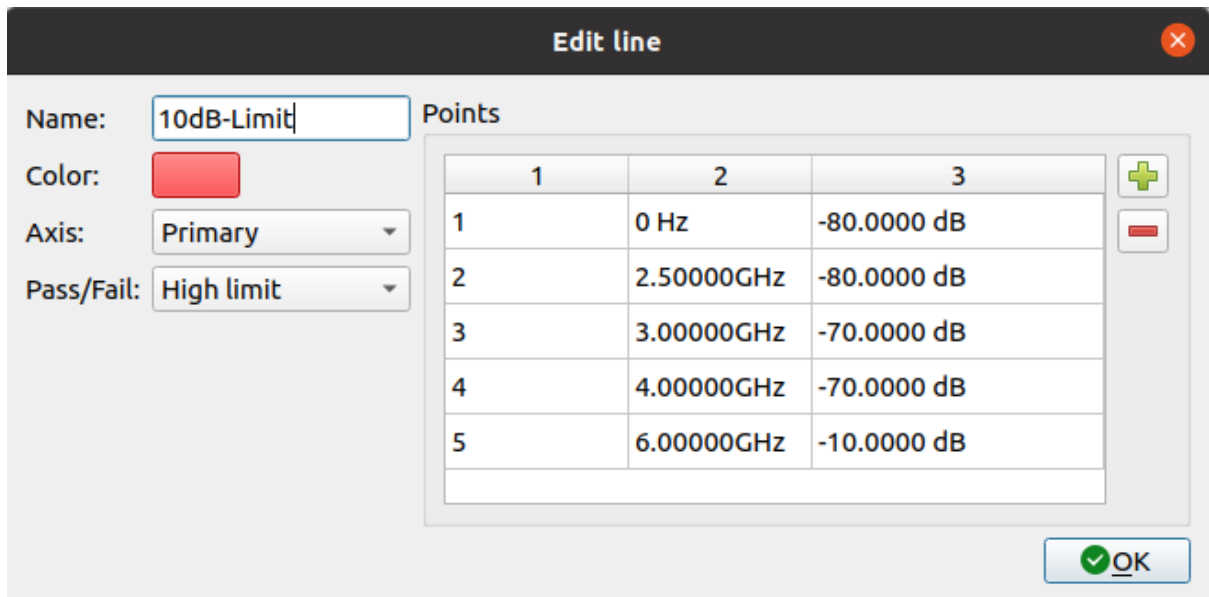 Edit line
Name: 10dB-Limit
Color:
Axis: Primary
Pass/Fail: High limit
Points
1 2 3
1 0 Hz -80.0000 dB
2 2.50000GHz -80.0000 dB
3 3.00000GHz -70.0000 dB
4 4.00000GHz -70.0000 dB
5 6.00000GHz -10.0000 dB
OK